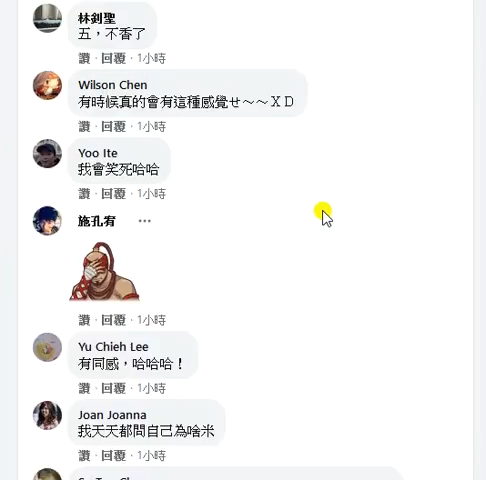 林釗聖
五，不香了
讚 · 回覆 · 1小時
Wilson Chen
有時候真的會有這種感覺ㄝ～～ＸＤ
讚 · 回覆 · 1小時
Yoo Ite
我會笑死哈哈
讚 · 回覆 · 1小時
施孔宥
讚 · 回覆 · 1小時
Yu Chieh Lee
有同感，哈哈哈！
讚 · 回覆 · 1小時
Joan Joanna
我天天都問自己為啥米
讚 · 回覆 · 1小時